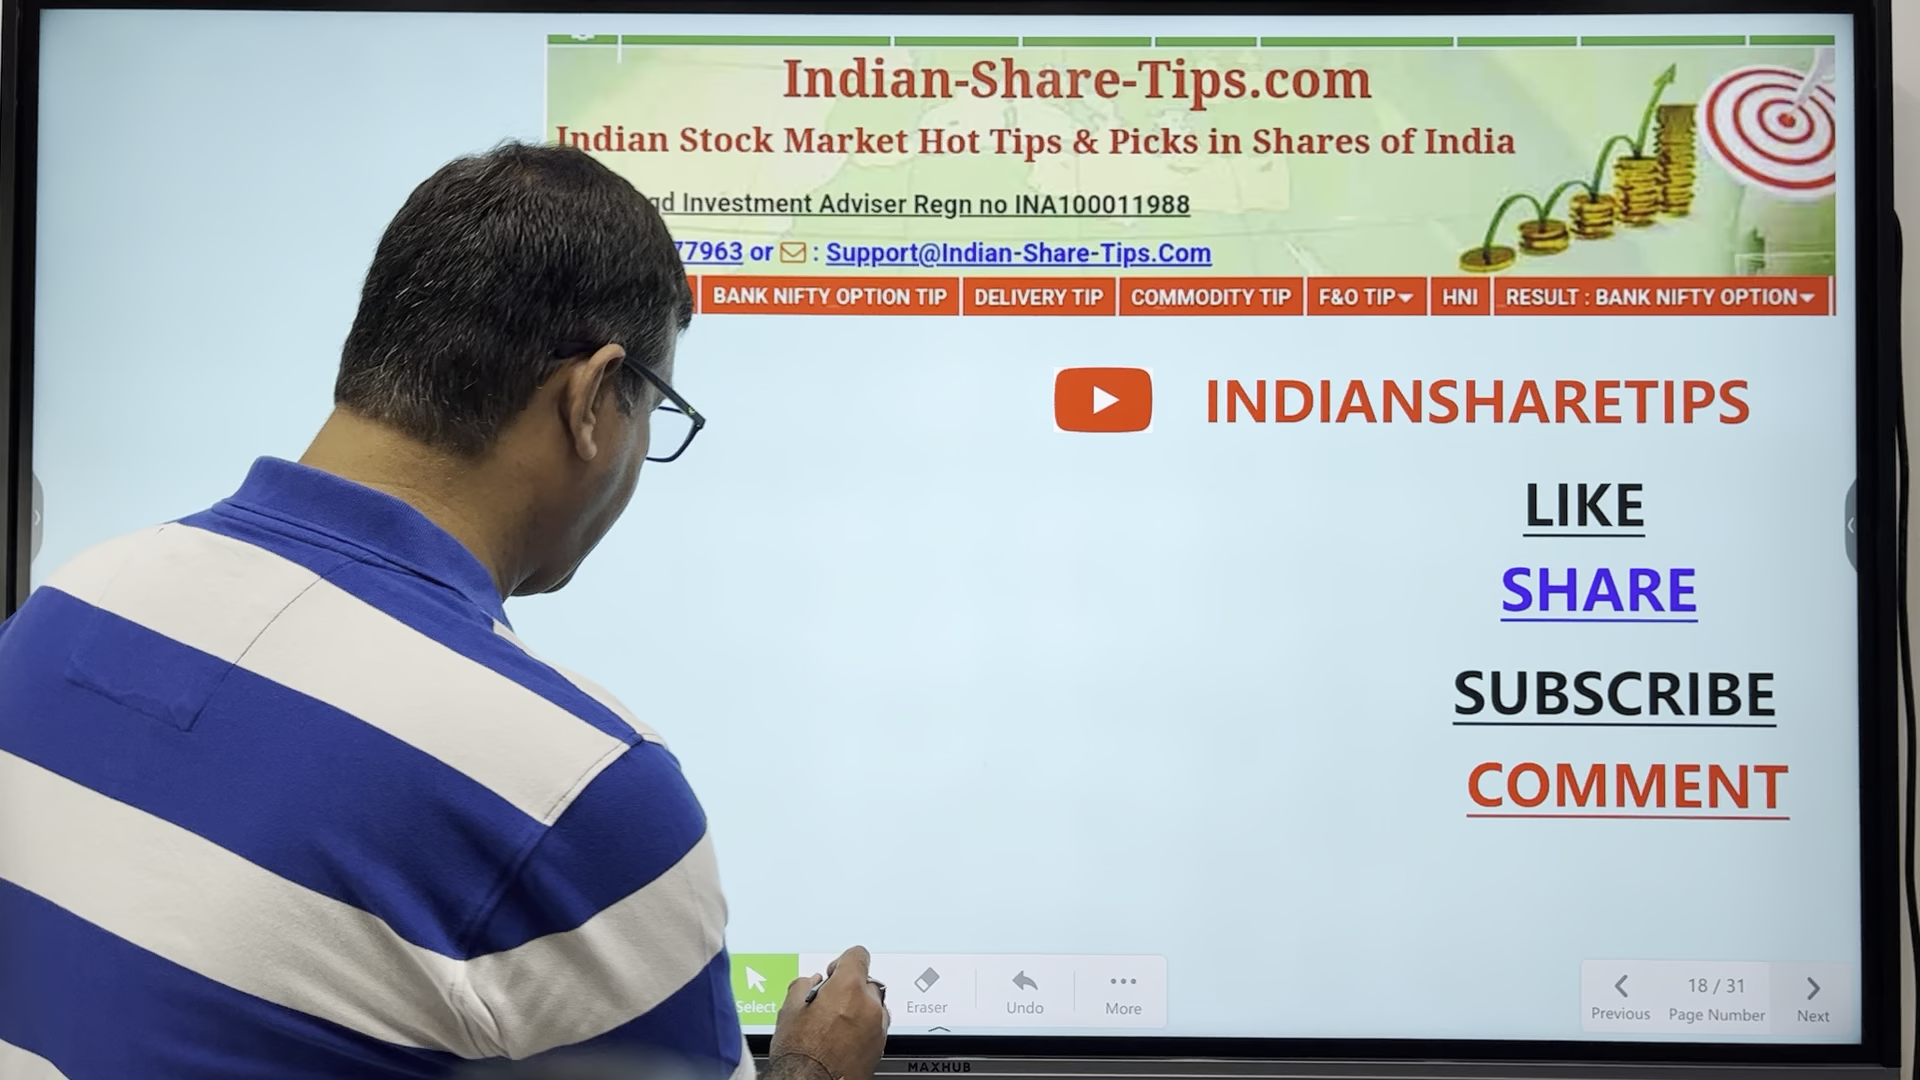 Indian-Share-Tips.com
Indian Stock Market Hot Tips & Picks in Shares of India
Investment Adviser Regn no INA100011988
77963 or : Support@Indian-Share-Tips.Com
BANK NIFTY OPTION TIP DELIVERY TIP COMMODITY TIP F&O TIP HNI RESULT : BANK NIFTY OPTION
INDIANSHARETIPS
LIKE
SHARE
SUBSCRIBE
COMMENT
Select Eraser Undo More
18 / 31
Previous Page Number Next
MAXHUB